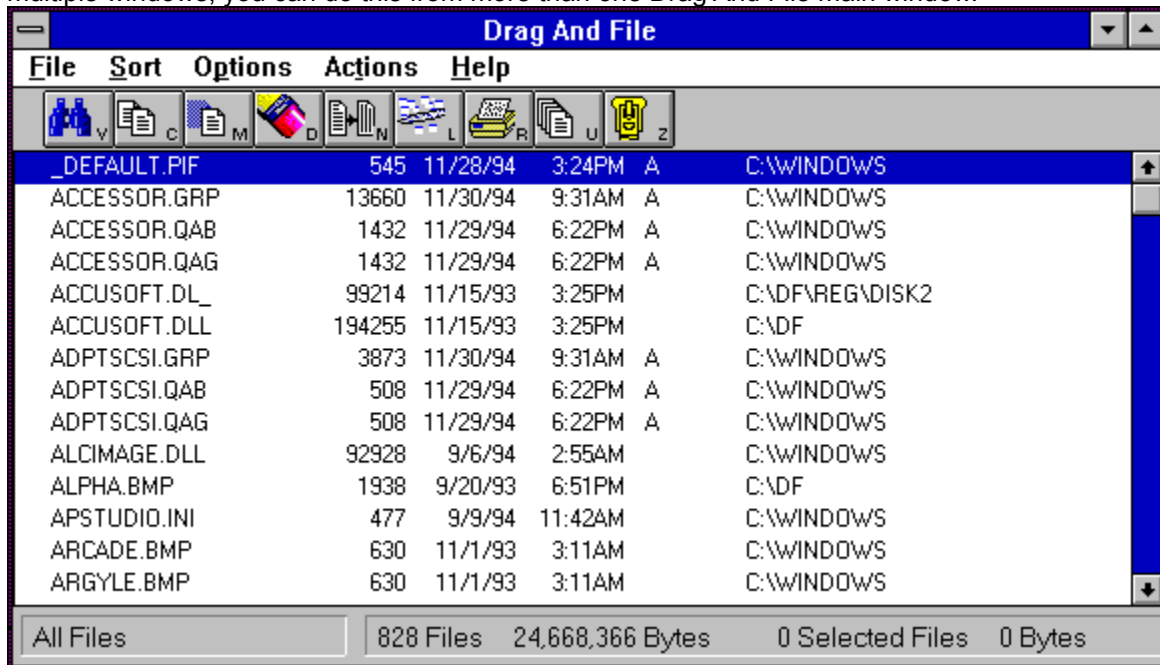 multiple windows, you can do this from more than one Drag And File main window.
Drag And File
File Sort Options Actions Help
V C M D N L R U Z
_DEFAULT.PIF 545 11/28/94 3:24PM A C:\WINDOWS
ACCESSOR.GRP 13660 11/30/94 9:31AM A C:\WINDOWS
ACCESSOR.QAB 1432 11/29/94 6:22PM A C:\WINDOWS
ACCESSOR.QAG 1432 11/29/94 6:22PM A C:\WINDOWS
ACCUSOFT.DL_ 99214 11/15/93 3:25PM C:\DF\REG\DISK2
ACCUSOFT.DLL 194255 11/15/93 3:25PM C:\DF
ADPTSCSI.GRP 3873 11/30/94 9:31AM A C:\WINDOWS
ADPTSCSI.QAB 508 11/29/94 6:22PM A C:\WINDOWS
ADPTSCSI.QAG 508 11/29/94 6:22PM A C:\WINDOWS
ALCIMAGE.DLL 92928 9/6/94 2:55AM C:\WINDOWS
ALPHA.BMP 1938 9/20/93 6:51PM C:\DF
APSTUDIO.INI 477 9/9/94 11:42AM C:\WINDOWS
ARCADE.BMP 630 11/1/93 3:11AM C:\WINDOWS
ARGYLE.BMP 630 11/1/93 3:11AM C:\WINDOWS
All Files 828 Files 24,668,366 Bytes 0 Selected Files 0 Bytes